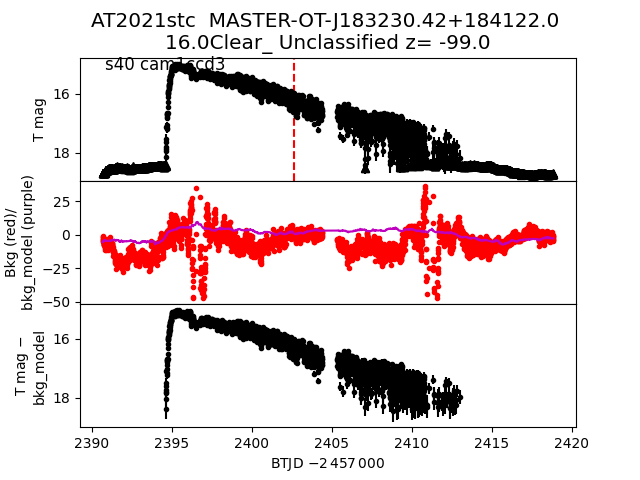 AT2021stc  MASTER-OT-J183230.42+184122.0
16.0Clear_ Unclassified z= -99.0
s40 cam1ccd3
T mag
16
18
Bkg (red)/
bkg_model (purple)
25
0
−25
−50
T mag −
bkg_model
16
18
2390
2395
2400
2405
2410
2415
2420
BTJD −2 457 000